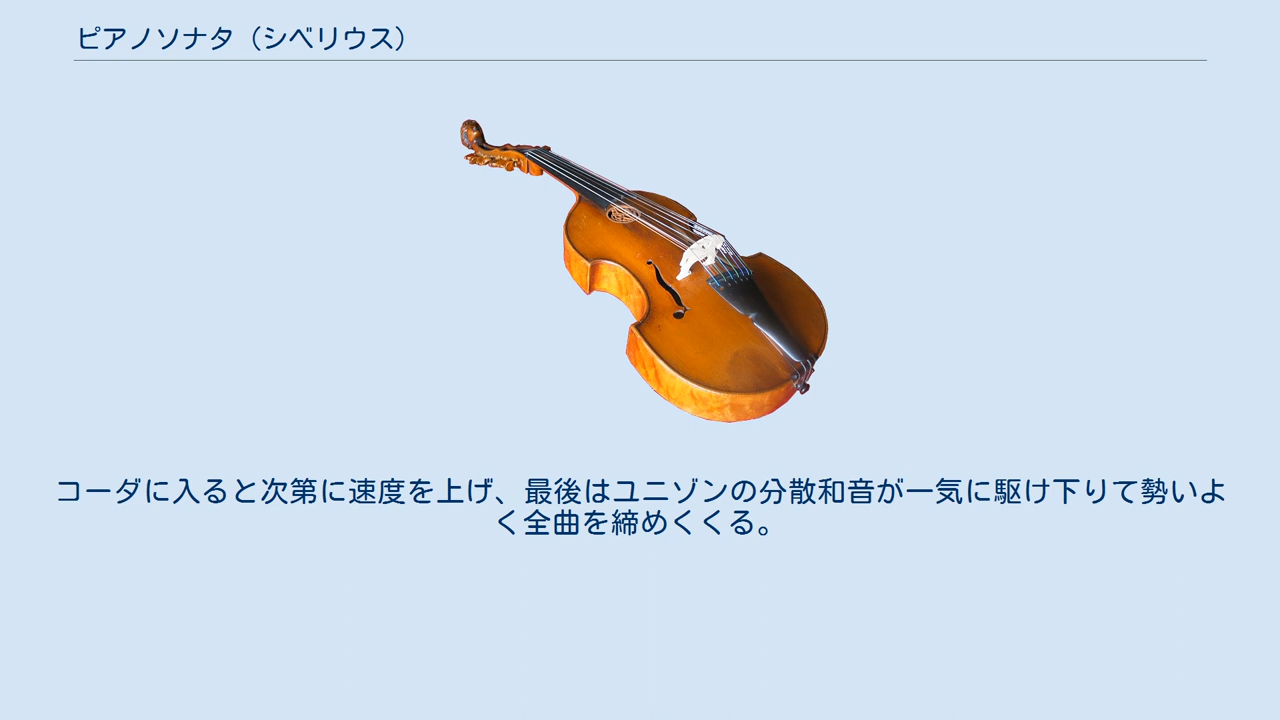 ピアノソナタ（シベリウス）
コーダに入ると次第に速度を上げ、最後はユニゾンの分散和音が一気に駆け下りて勢いよ
く全曲を締めくくる。